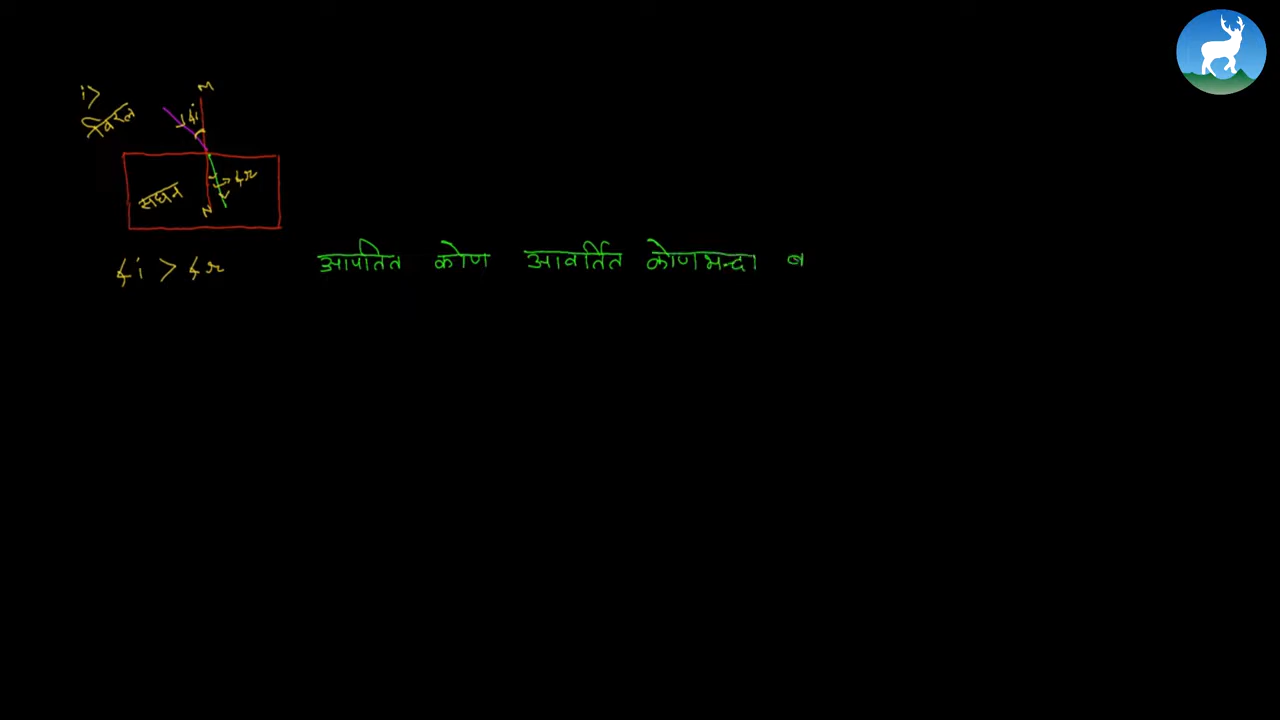 M
i>
विरल
∡i
∡r
सघन
N
∡i > ∡r
आपतित कोण आवर्तित कोणभन्दा ब